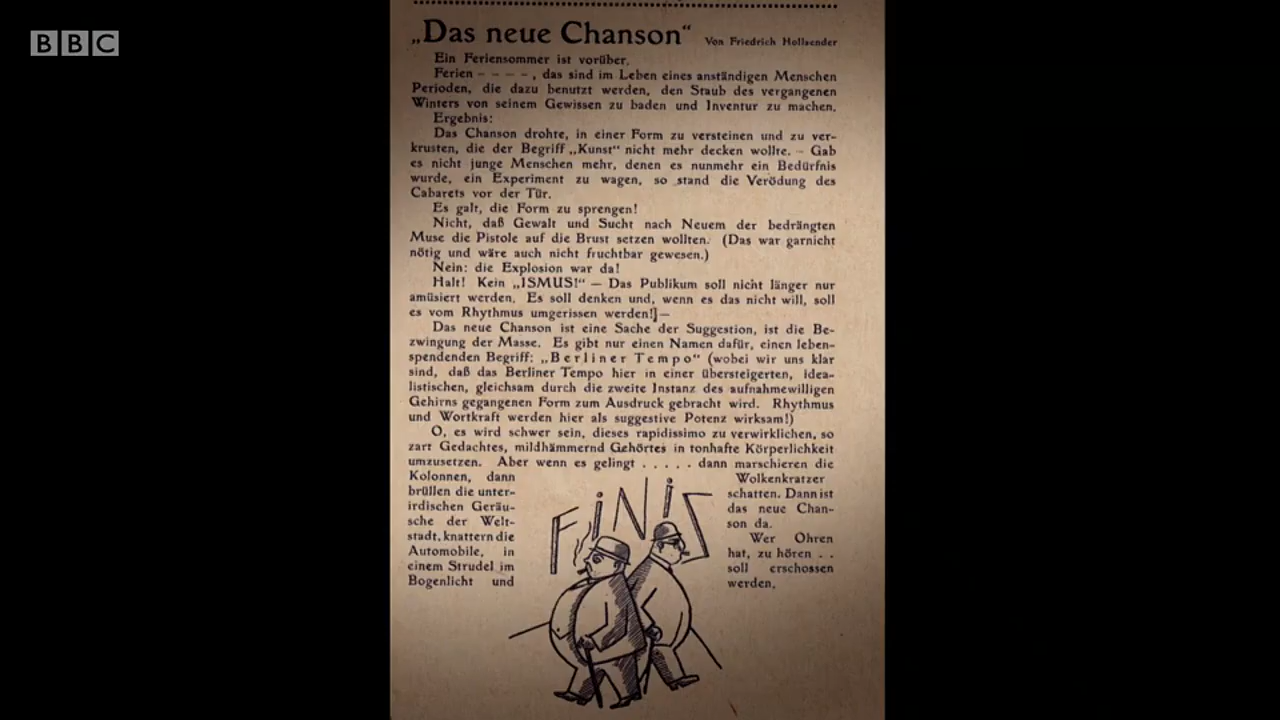 BBC
„Das neue Chanson“ Von Friedrich Hollaender
Ein Feriensommer ist vorüber.
Ferien – – – –, das sind im Leben eines anständigen Menschen
Perioden, die dazu benutzt werden, den Staub des vergangenen
Winters von seinem Gewissen zu baden und Inventur zu machen.
Ergebnis:
Das Chanson drohte, in einer Form zu versteinen und zu ver-
krusten, die der Begriff „Kunst“ nicht mehr decken wollte. – Gab
es nicht junge Menschen mehr, denen es nunmehr ein Bedürfnis
wurde, ein Experiment zu wagen, so stand die Verödung des
Cabarets vor der Tür.
Es galt, die Form zu sprengen!
Nicht, daß Gewalt und Sucht nach Neuem der bedrängten
Muse die Pistole auf die Brust setzen wollten. (Das war garnicht
nötig und wäre auch nicht fruchtbar gewesen.)
Nein: die Explosion war da!
Halt! Kein „ISMUS!“ – Das Publikum soll nicht länger nur
amüsiert werden. Es soll denken und, wenn es das nicht will, soll
es vom Rhythmus umgerissen werden!]–
Das neue Chanson ist eine Sache der Suggestion, ist die Be-
zwingung der Masse. Es gibt nur einen Namen dafür, einen leben-
spendenden Begriff: „Berliner Tempo“ (wobei wir uns klar
sind, daß das Berliner Tempo hier in einer übersteigerten, idea-
listischen, gleichsam durch die zweite Instanz des aufnahmewilligen
Gehirns gegangenen Form zum Ausdruck gebracht wird. Rhythmus
und Wortkraft werden hier als suggestive Potenz wirksam!)
O, es wird schwer sein, dieses rapidissimo zu verwirklichen, so
zart Gedachtes, mildhämmernd Gehörtes in tonhafte Körperlichkeit
umzusetzen. Aber wenn es gelingt . . . . . dann marschieren die
Kolonnen, dann
brüllen die unter-
irdischen Geräu-
sche der Welt-
stadt, knattern die
Automobile, in
einem Strudel im
Bogenlicht und
Wolkenkratzer
schatten. Dann ist
das neue Chan-
son da.
Wer Ohren
hat, zu hören . .
soll erschossen
werden.
FiNiS